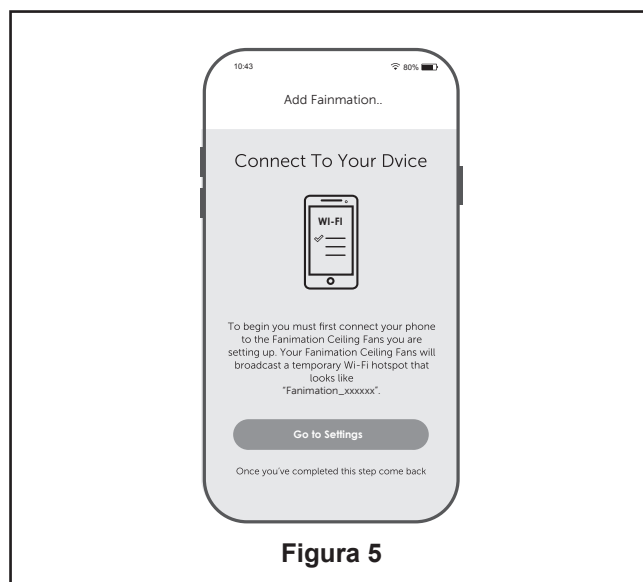 10:43 80%
Add Fainmation..
Connect To Your Dvice
WI-FI
To begin you must first connect your phone
to the Fanimation Ceiling Fans you are
setting up. Your Fanimation Ceiling Fans will
broadcast a temporary Wi-Fi hotspot that
looks like
"Fanimation_xxxxxx".
Go to Settings
Once you've completed this step come back
Figura 5